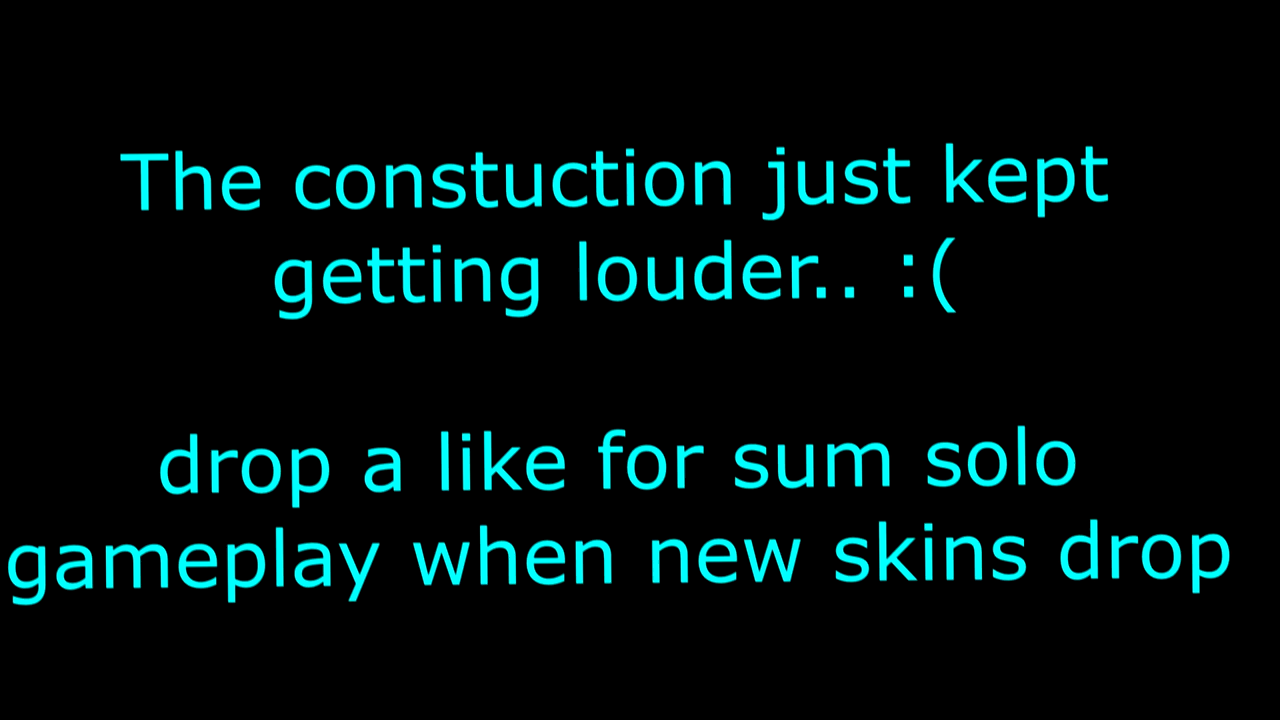 The constuction just kept
getting louder.. :(
drop a like for sum solo
gameplay when new skins drop